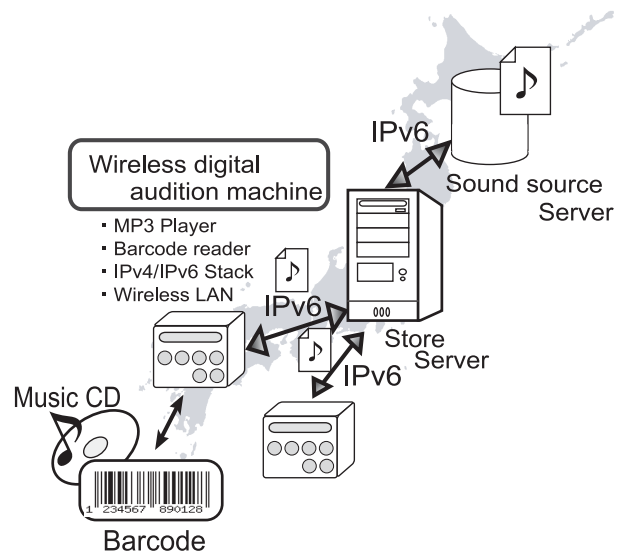 IPv6
Sound source
Server
Wireless digital
audition machine
・MP3 Player
・Barcode reader
・IPv4/IPv6 Stack
・Wireless LAN
IPv6
Store
Server
IPv6
Music CD
1 234567 890128
Barcode